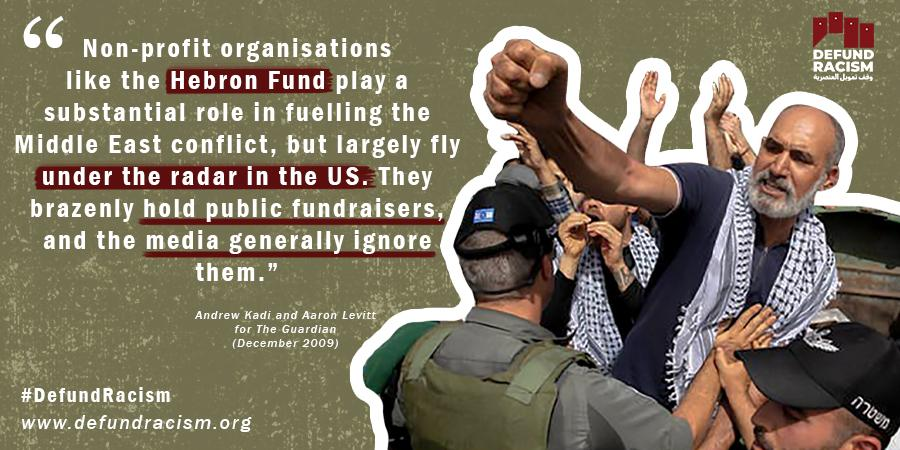 “ Non-profit organisations
like the Hebron Fund play a
substantial role in fuelling the
Middle East conflict, but largely fly
under the radar in the US. They
brazenly hold public fundraisers,
and the media generally ignore
them.”
Andrew Kadi and Aaron Levitt
for The Guardian
(December 2009)
#DefundRacism
www.defundracism.org
DEFUND
RACISM
وقف تمويل العنصرية
משטרה